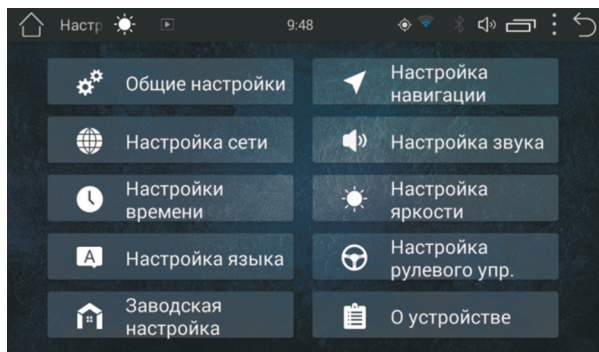 Настр
9:48
Общие настройки
Настройка
навигации
Настройка сети
Настройка звука
Настройки
времени
Настройка
яркости
A
Настройка языка
Настройка
рулевого упр.
Заводская
настройка
О устройстве